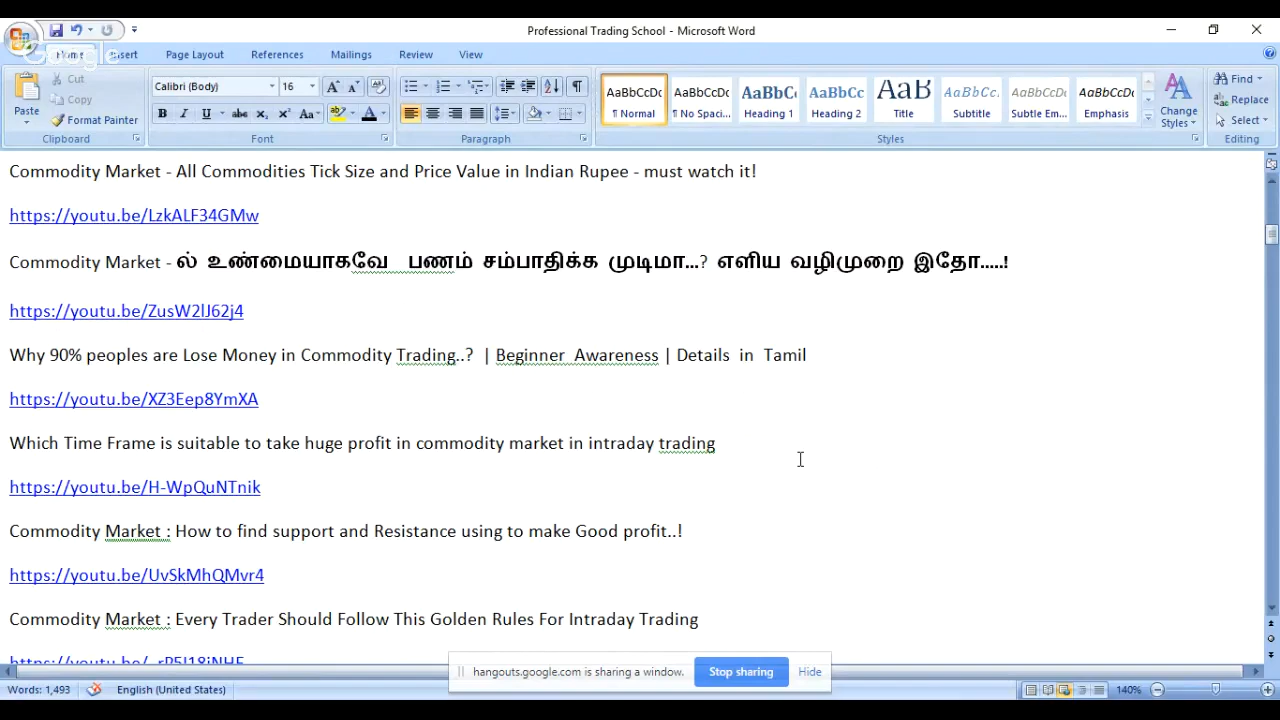 Professional Trading School - Microsoft Word
Google
Home Insert Page Layout References Mailings Review View
Paste
Cut
Copy
Format Painter
Clipboard
Calibri (Body) 16
Font
Paragraph
AaBbCcDc AaBbCcDc AaBbC AaBbCc AaB AaBbCc. AaBbCcDc AaBbCcDc
¶ Normal ¶ No Spaci... Heading 1 Heading 2 Title Subtitle Subtle Em... Emphasis
Change Styles
Styles
Find
Replace
Select
Editing
Commodity Market - All Commodities Tick Size and Price Value in Indian Rupee - must watch it!
https://youtu.be/LzkALF34GMw
Commodity Market - ல் உண்மையாகவே பணம் சம்பாதிக்க முடிமா...? எளிய வழிமுறை இதோ.....!
https://youtu.be/ZusW2lJ62j4
Why 90% peoples are Lose Money in Commodity Trading..? | Beginner Awareness | Details in Tamil
https://youtu.be/XZ3Eep8YmXA
Which Time Frame is suitable to take huge profit in commodity market in intraday trading
https://youtu.be/H-WpQuNTnik
Commodity Market : How to find support and Resistance using to make Good profit..!
https://youtu.be/UvSkMhQMvr4
Commodity Market : Every Trader Should Follow This Golden Rules For Intraday Trading
hangouts.google.com is sharing a window. Stop sharing Hide
Words: 1,493 English (United States) 140%